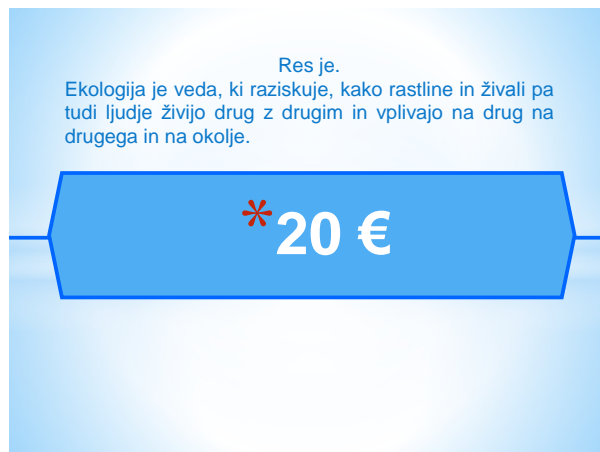 Res je.
Ekologija je veda, ki raziskuje, kako rastline in živali pa
tudi ljudje živijo drug z drugim in vplivajo na drug na
drugega in na okolje.
*20 €